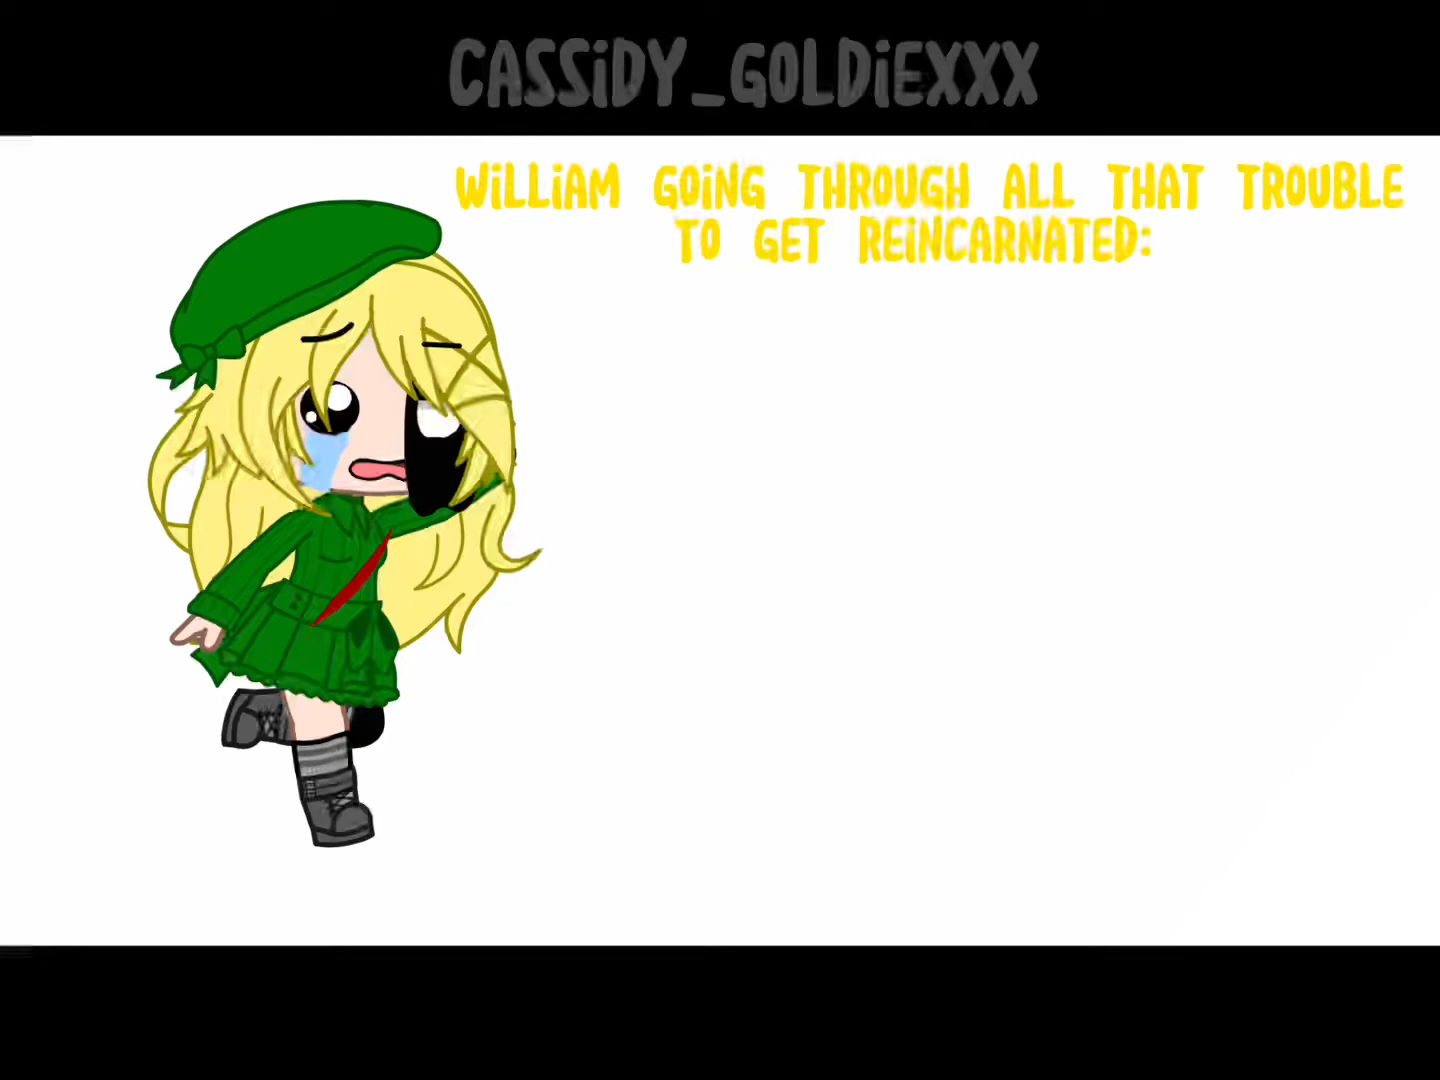 CASSiDY_GOLDiEXXX
WiLLiAM GOiNG THROUGH ALL THAT TROUBLE
TO GET REiNCARNATED: